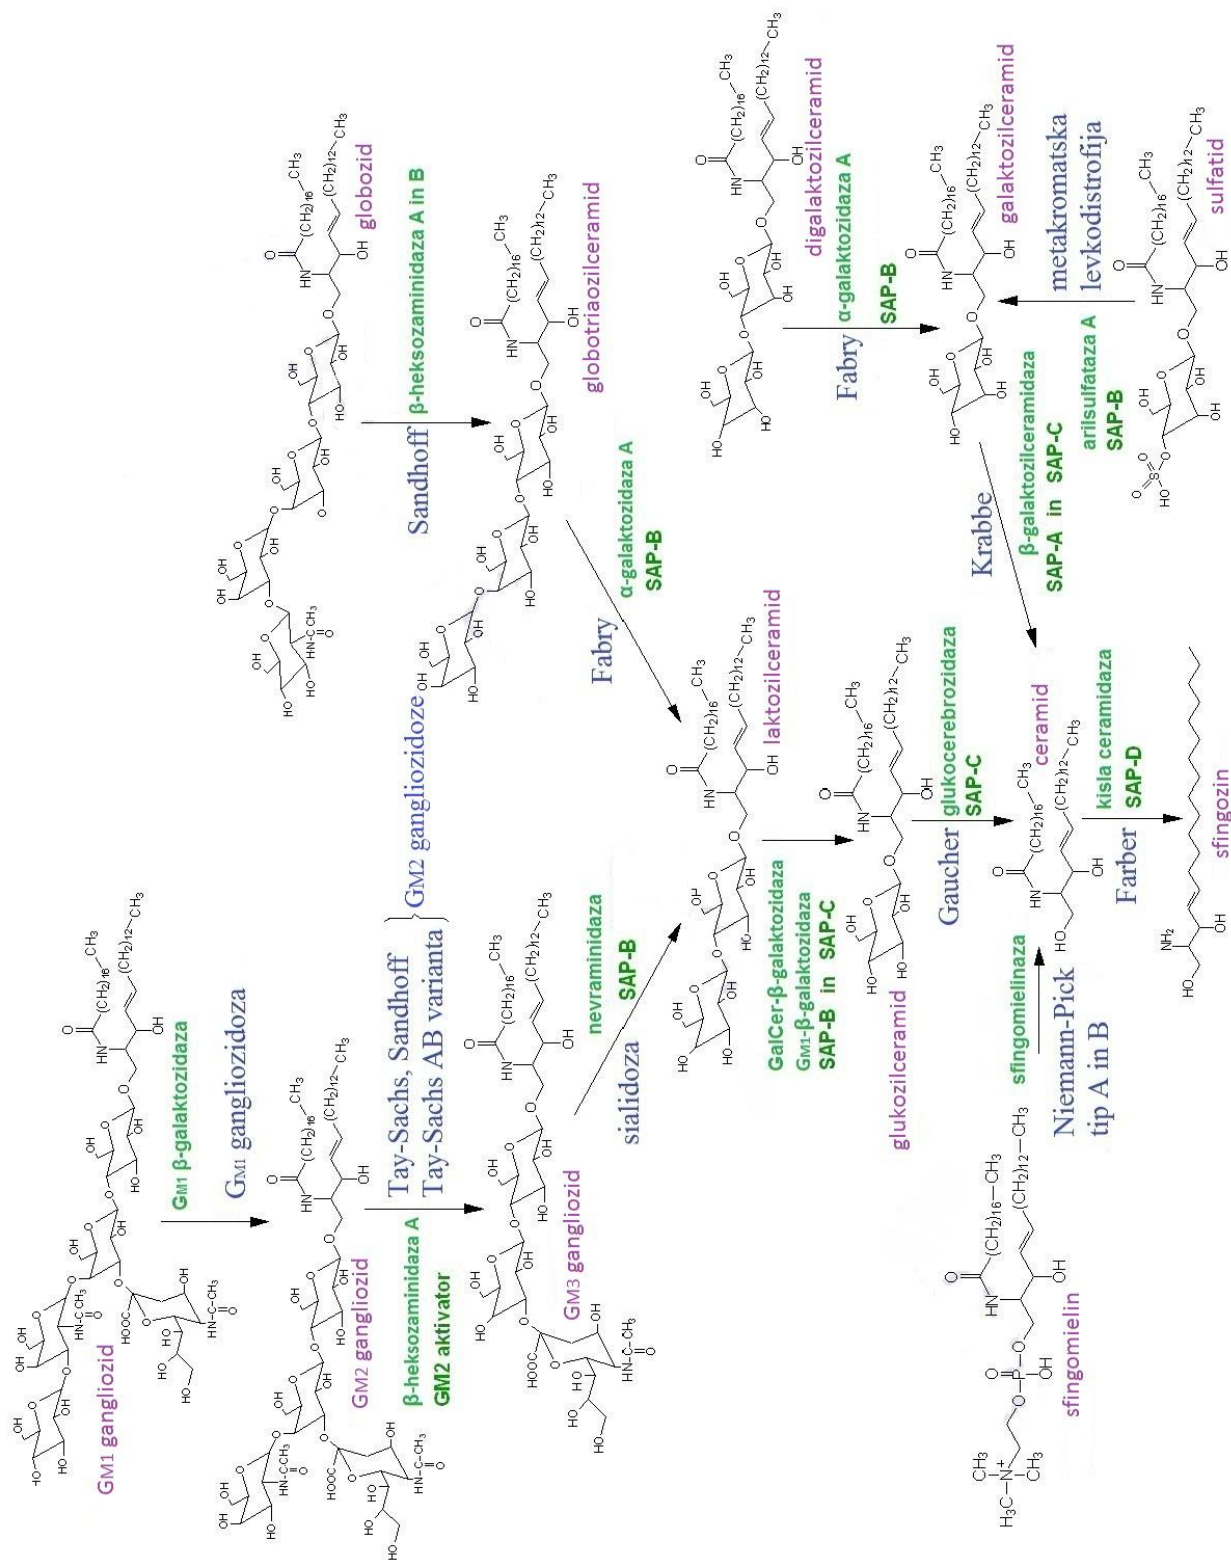 GM1 gangliozid
GM1 β-galaktozidaza
GM1 gangliozidoza
globozid
GM2 gangliozid
β-heksozaminidaza A
GM2 aktivator
Tay-Sachs, Sandhoff
Tay-Sachs AB varianta
GM2 gangliozidoze
Sandhoff
β-heksozaminidaza A in B
GM3 gangliozid
globotriaozilceramid
sialidoza
nevraminidaza
SAP-B
Fabry
α-galaktozidaza A
SAP-B
laktozilceramid
digalaktozilceramid
GalCer-β-galaktozidaza
GM1-β-galaktozidaza
SAP-B in SAP-C
Fabry
α-galaktozidaza A
SAP-B
glukozilceramid
Gaucher
glukocerebrozidaza
SAP-C
Krabbe
β-galaktozilceramidaza
SAP-A in SAP-C
galaktozilceramid
sfingomielinaza
Niemann-Pick
tip A in B
ceramid
arilsulfataza A
SAP-B
metakromatska
levkodistrofija
sfingomielin
Farber
kisla ceramidaza
SAP-D
sfingozin
sulfatid